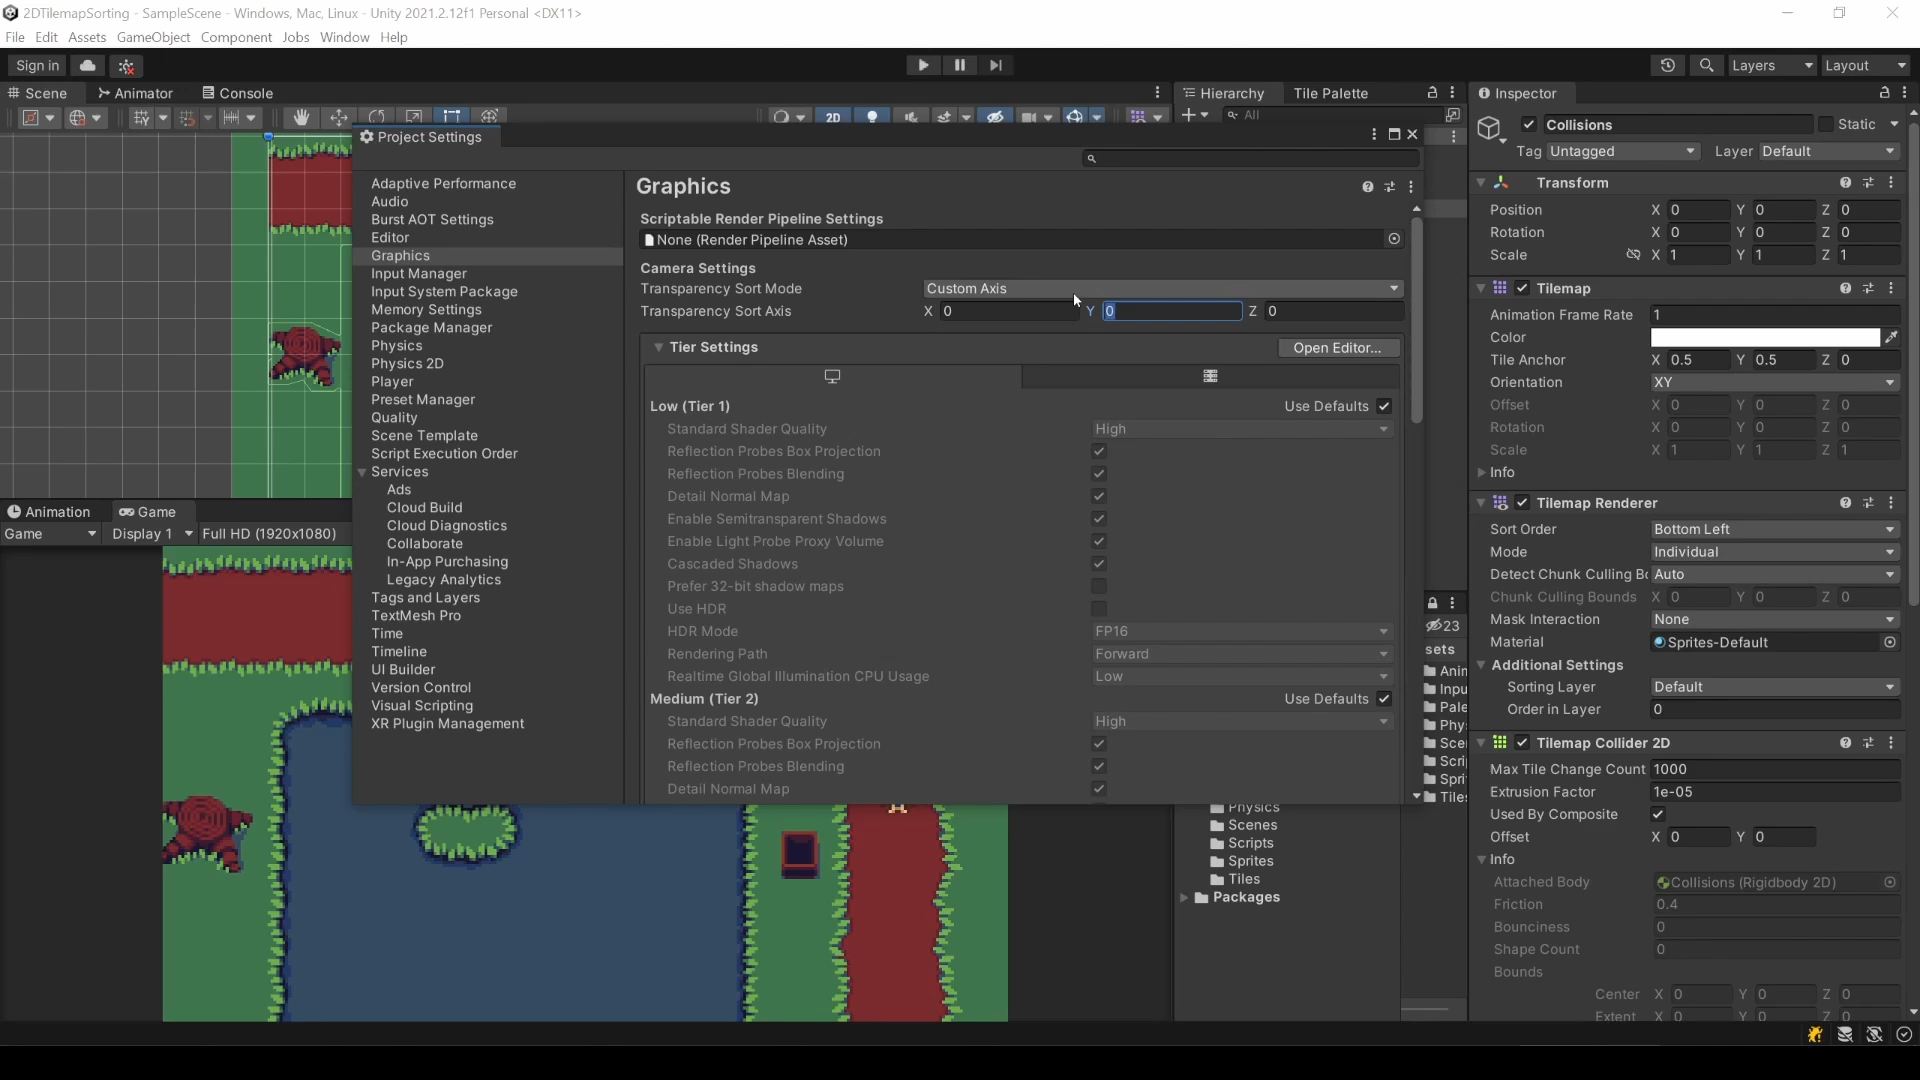 2DTilemapSorting - SampleScene - Windows, Mac, Linux - Unity 2021.2.12f1 Personal <DX11>
File Edit Assets GameObject Component Jobs Window Help
Sign in
Layers
Layout
Scene
Animator
Console
2D
Project Settings
Adaptive Performance
Audio
Burst AOT Settings
Editor
Graphics
Input Manager
Input System Package
Memory Settings
Package Manager
Physics
Physics 2D
Player
Preset Manager
Quality
Scene Template
Script Execution Order
Services
Ads
Cloud Build
Cloud Diagnostics
Collaborate
In-App Purchasing
Legacy Analytics
Tags and Layers
TextMesh Pro
Time
Timeline
UI Builder
Version Control
Visual Scripting
XR Plugin Management
Graphics
Scriptable Render Pipeline Settings
None (Render Pipeline Asset)
Camera Settings
Transparency Sort Mode Custom Axis
Transparency Sort Axis X 0 Y 0 Z 0
Tier Settings Open Editor...
Low (Tier 1) Use Defaults
Standard Shader Quality High
Reflection Probes Box Projection
Reflection Probes Blending
Detail Normal Map
Enable Semitransparent Shadows
Enable Light Probe Proxy Volume
Cascaded Shadows
Prefer 32-bit shadow maps
Use HDR
HDR Mode FP16
Rendering Path Forward
Realtime Global Illumination CPU Usage Low
Medium (Tier 2) Use Defaults
Standard Shader Quality High
Reflection Probes Box Projection
Reflection Probes Blending
Detail Normal Map
Animation
Game
Game Display 1 Full HD (1920x1080)
Hierarchy
Tile Palette
All
23
sets
Anin
Inpu
Pale
Phy
Sce
Scri
Spri
Tile
Physics
Scenes
Scripts
Sprites
Tiles
Packages
Inspector
Collisions Static
Tag Untagged Layer Default
Transform
Position X 0 Y 0 Z 0
Rotation X 0 Y 0 Z 0
Scale X 1 Y 1 Z 1
Tilemap
Animation Frame Rate 1
Color
Tile Anchor X 0.5 Y 0.5 Z 0
Orientation XY
Offset X 0 Y 0 Z 0
Rotation X 0 Y 0 Z 0
Scale X 1 Y 1 Z 1
Info
Tilemap Renderer
Sort Order Bottom Left
Mode Individual
Detect Chunk Culling Bo Auto
Chunk Culling Bounds X 0 Y 0 Z 0
Mask Interaction None
Material Sprites-Default
Additional Settings
Sorting Layer Default
Order in Layer 0
Tilemap Collider 2D
Max Tile Change Count 1000
Extrusion Factor 1e-05
Used By Composite
Offset X 0 Y 0
Info
Attached Body Collisions (Rigidbody 2D)
Friction 0.4
Bounciness 0
Shape Count 0
Bounds
Center X 0 Y 0 Z 0
Extent X 0 Y 0 Z 0